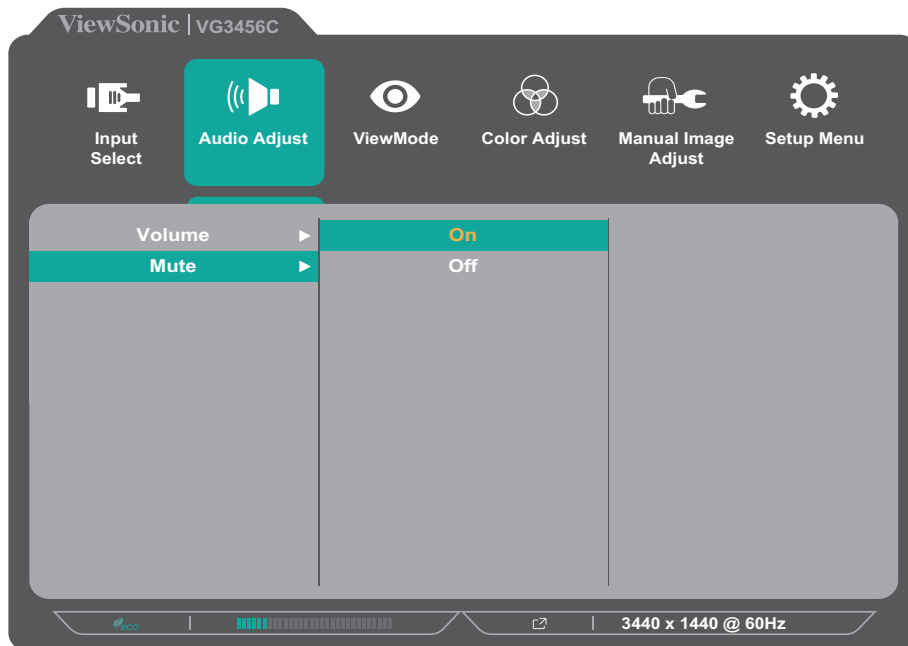 ViewSonic | VG3456C
Input
Select
Audio Adjust
ViewMode
Color Adjust
Manual Image
Adjust
Setup Menu
Volume ►
Mute ►
On
Off
eco
3440 x 1440 @ 60Hz